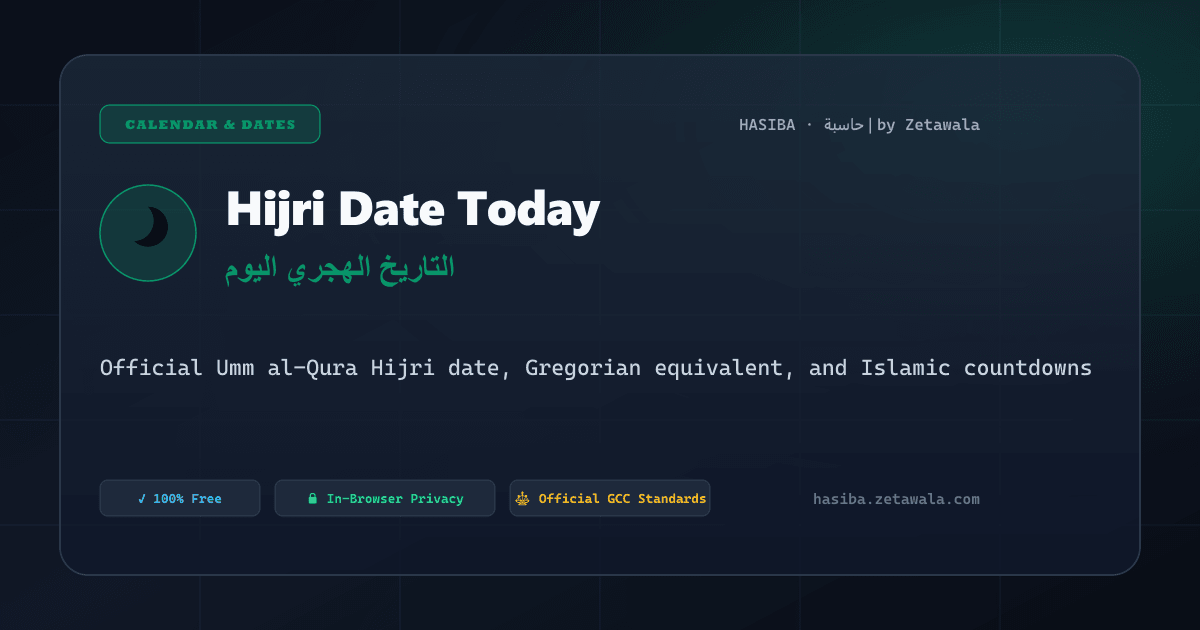 CALENDAR & DATES
HASIBA · حاسبة | by Zetawala
Hijri Date Today
التاريخ الهجري اليوم
Official Umm al-Qura Hijri date, Gregorian equivalent, and Islamic countdowns
✓ 100% Free
In-Browser Privacy
Official GCC Standards
hasiba.zetawala.com